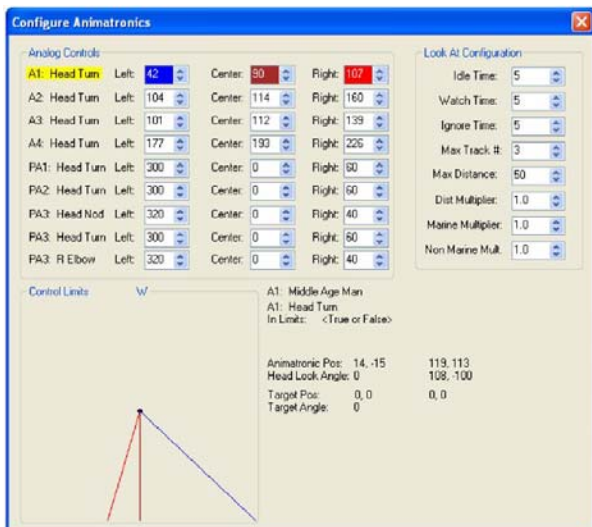 Configure Animatronics
Analog Controls
A1: Head Turn Left: 42 Center: 90 Right: 107
A2: Head Turn Left: 104 Center: 114 Right: 160
A3: Head Turn Left: 101 Center: 112 Right: 139
A4: Head Turn Left: 177 Center: 193 Right: 226
PA1: Head Turn Left: 300 Center: 0 Right: 60
PA2: Head Turn Left: 300 Center: 0 Right: 60
PA3: Head Nod Left: 320 Center: 0 Right: 40
PA3: Head Turn Left: 300 Center: 0 Right: 60
PA3: R Elbow Left: 320 Center: 0 Right: 40
Look At Configuration
Idle Time: 5
Watch Time: 5
Ignore Time: 5
Max Track #: 3
Max Distance: 50
Dist Multiplier: 1.0
Marine Multiplier: 1.0
Non Marine Mult. 1.0
Control Limits W
A1: Middle Age Man
A1: Head Turn
In Limits: <True or False>
Animatronic Pos: 14, -15 119, 113
Head Look Angle: 0 108, -100
Target Pos: 0, 0 0, 0
Target Angle: 0